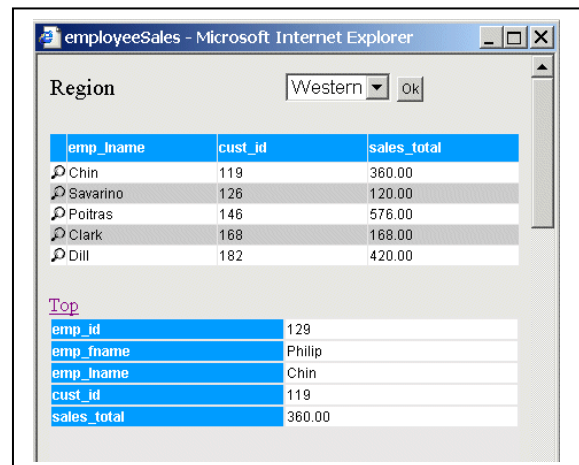 employeeSales - Microsoft Internet Explorer
Region Western Ok
emp_lname cust_id sales_total
Chin 119 360.00
Savarino 126 120.00
Poitras 146 576.00
Clark 168 168.00
Dill 182 420.00
Top
emp_id 129
emp_fname Philip
emp_lname Chin
cust_id 119
sales_total 360.00